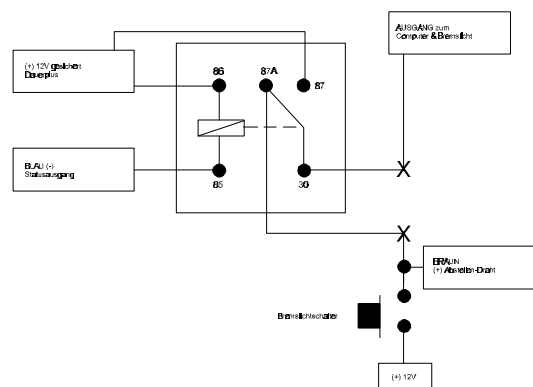 AUSGANG zum
Computer & Bremslicht
(+) 12V gesichert
Dauerplus
86
87A
87
BLAU (-)
Statusausgang
85
30
X
X
BRAUN
(+) Abstellen-Draht
Bremslichtschalter
(+) 12V